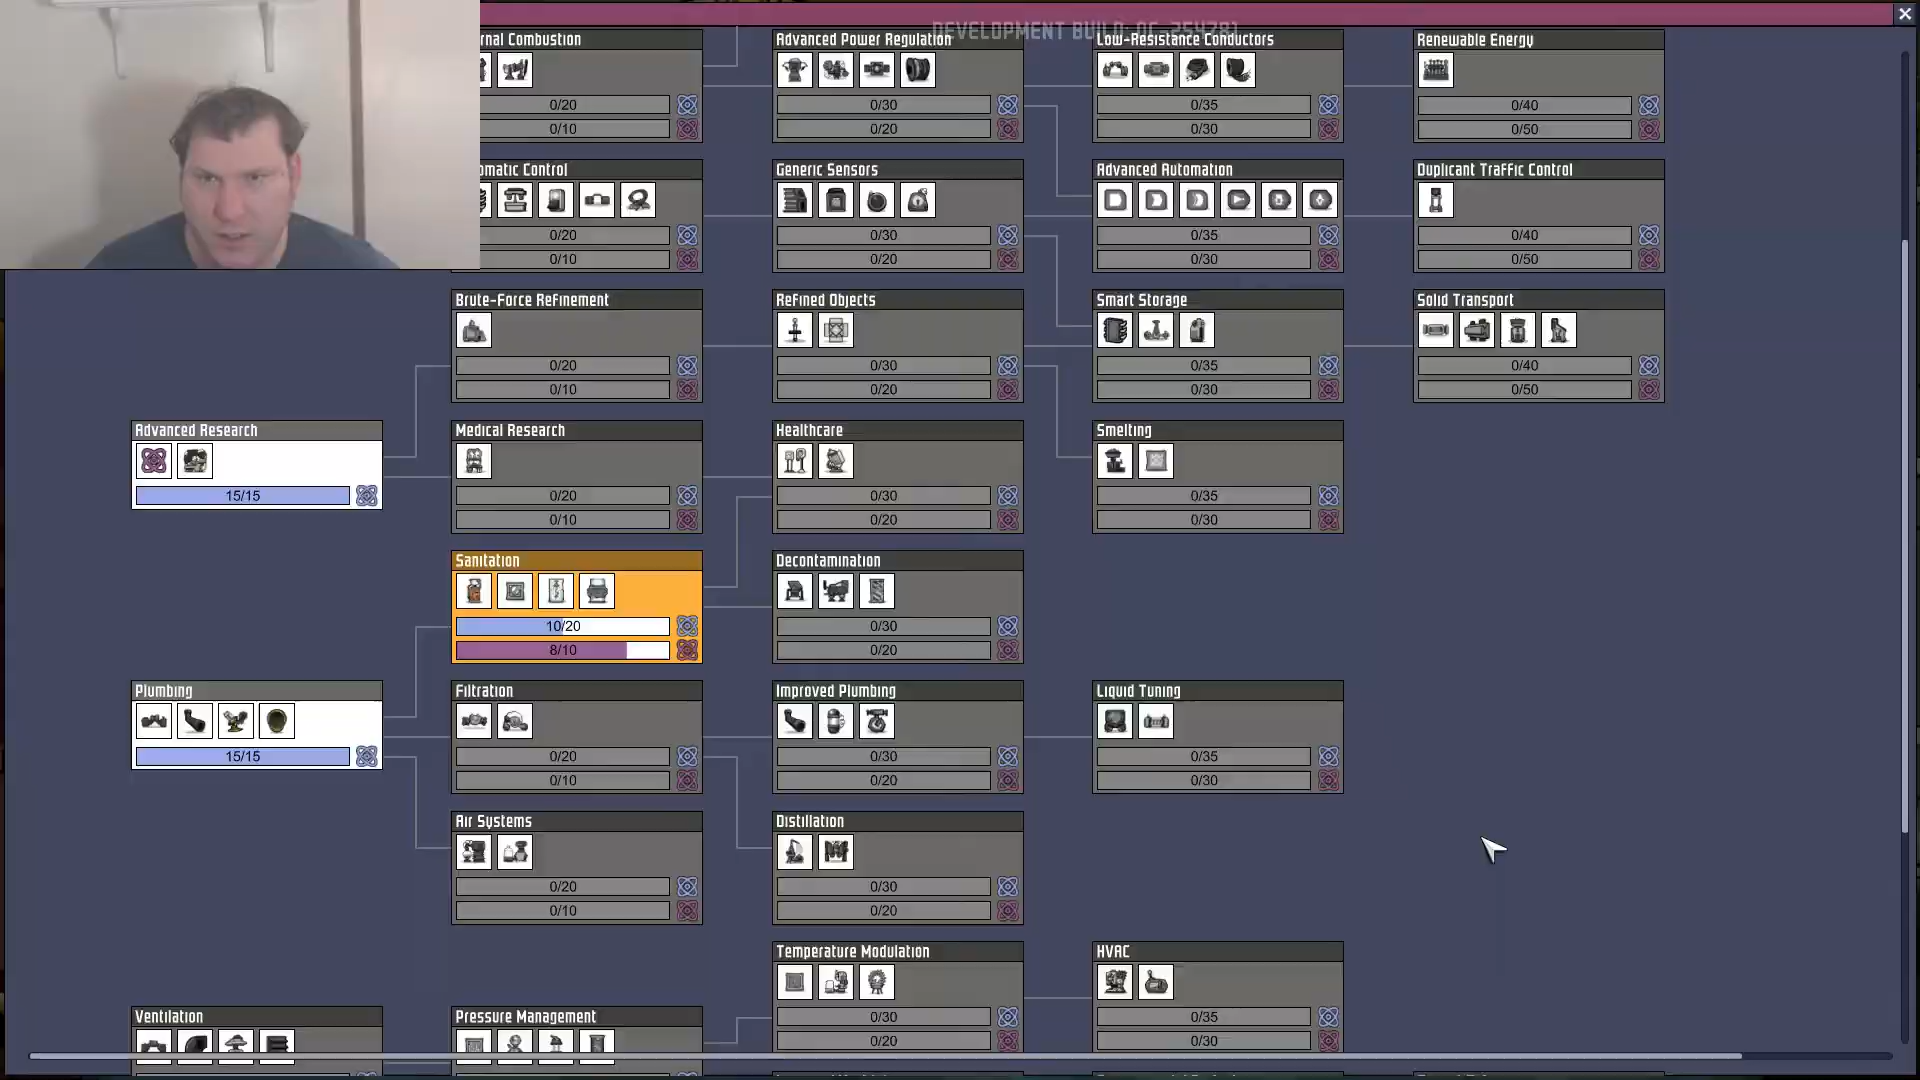 DEVELOPMENT BUILD: OC-254781
rnal Combustion
0/20
0/10
Advanced Power Regulation
0/30
0/20
Low-Resistance Conductors
0/35
0/30
Renewable Energy
0/40
0/50
omatic Control
0/20
0/10
Generic Sensors
0/30
0/20
Advanced Automation
0/35
0/30
Duplicant Traffic Control
0/40
0/50
Brute-Force Refinement
0/20
0/10
Refined Objects
0/30
0/20
Smart Storage
0/35
0/30
Solid Transport
0/40
0/50
Advanced Research
15/15
Medical Research
0/20
0/10
Healthcare
0/30
0/20
Smelting
0/35
0/30
Sanitation
10/20
8/10
Decontamination
0/30
0/20
Plumbing
15/15
Filtration
0/20
0/10
Improved Plumbing
0/30
0/20
Liquid Tuning
0/35
0/30
Air Systems
0/20
0/10
Distillation
0/30
0/20
Temperature Modulation
0/30
0/20
HVAC
0/35
0/30
Ventilation
Pressure Management